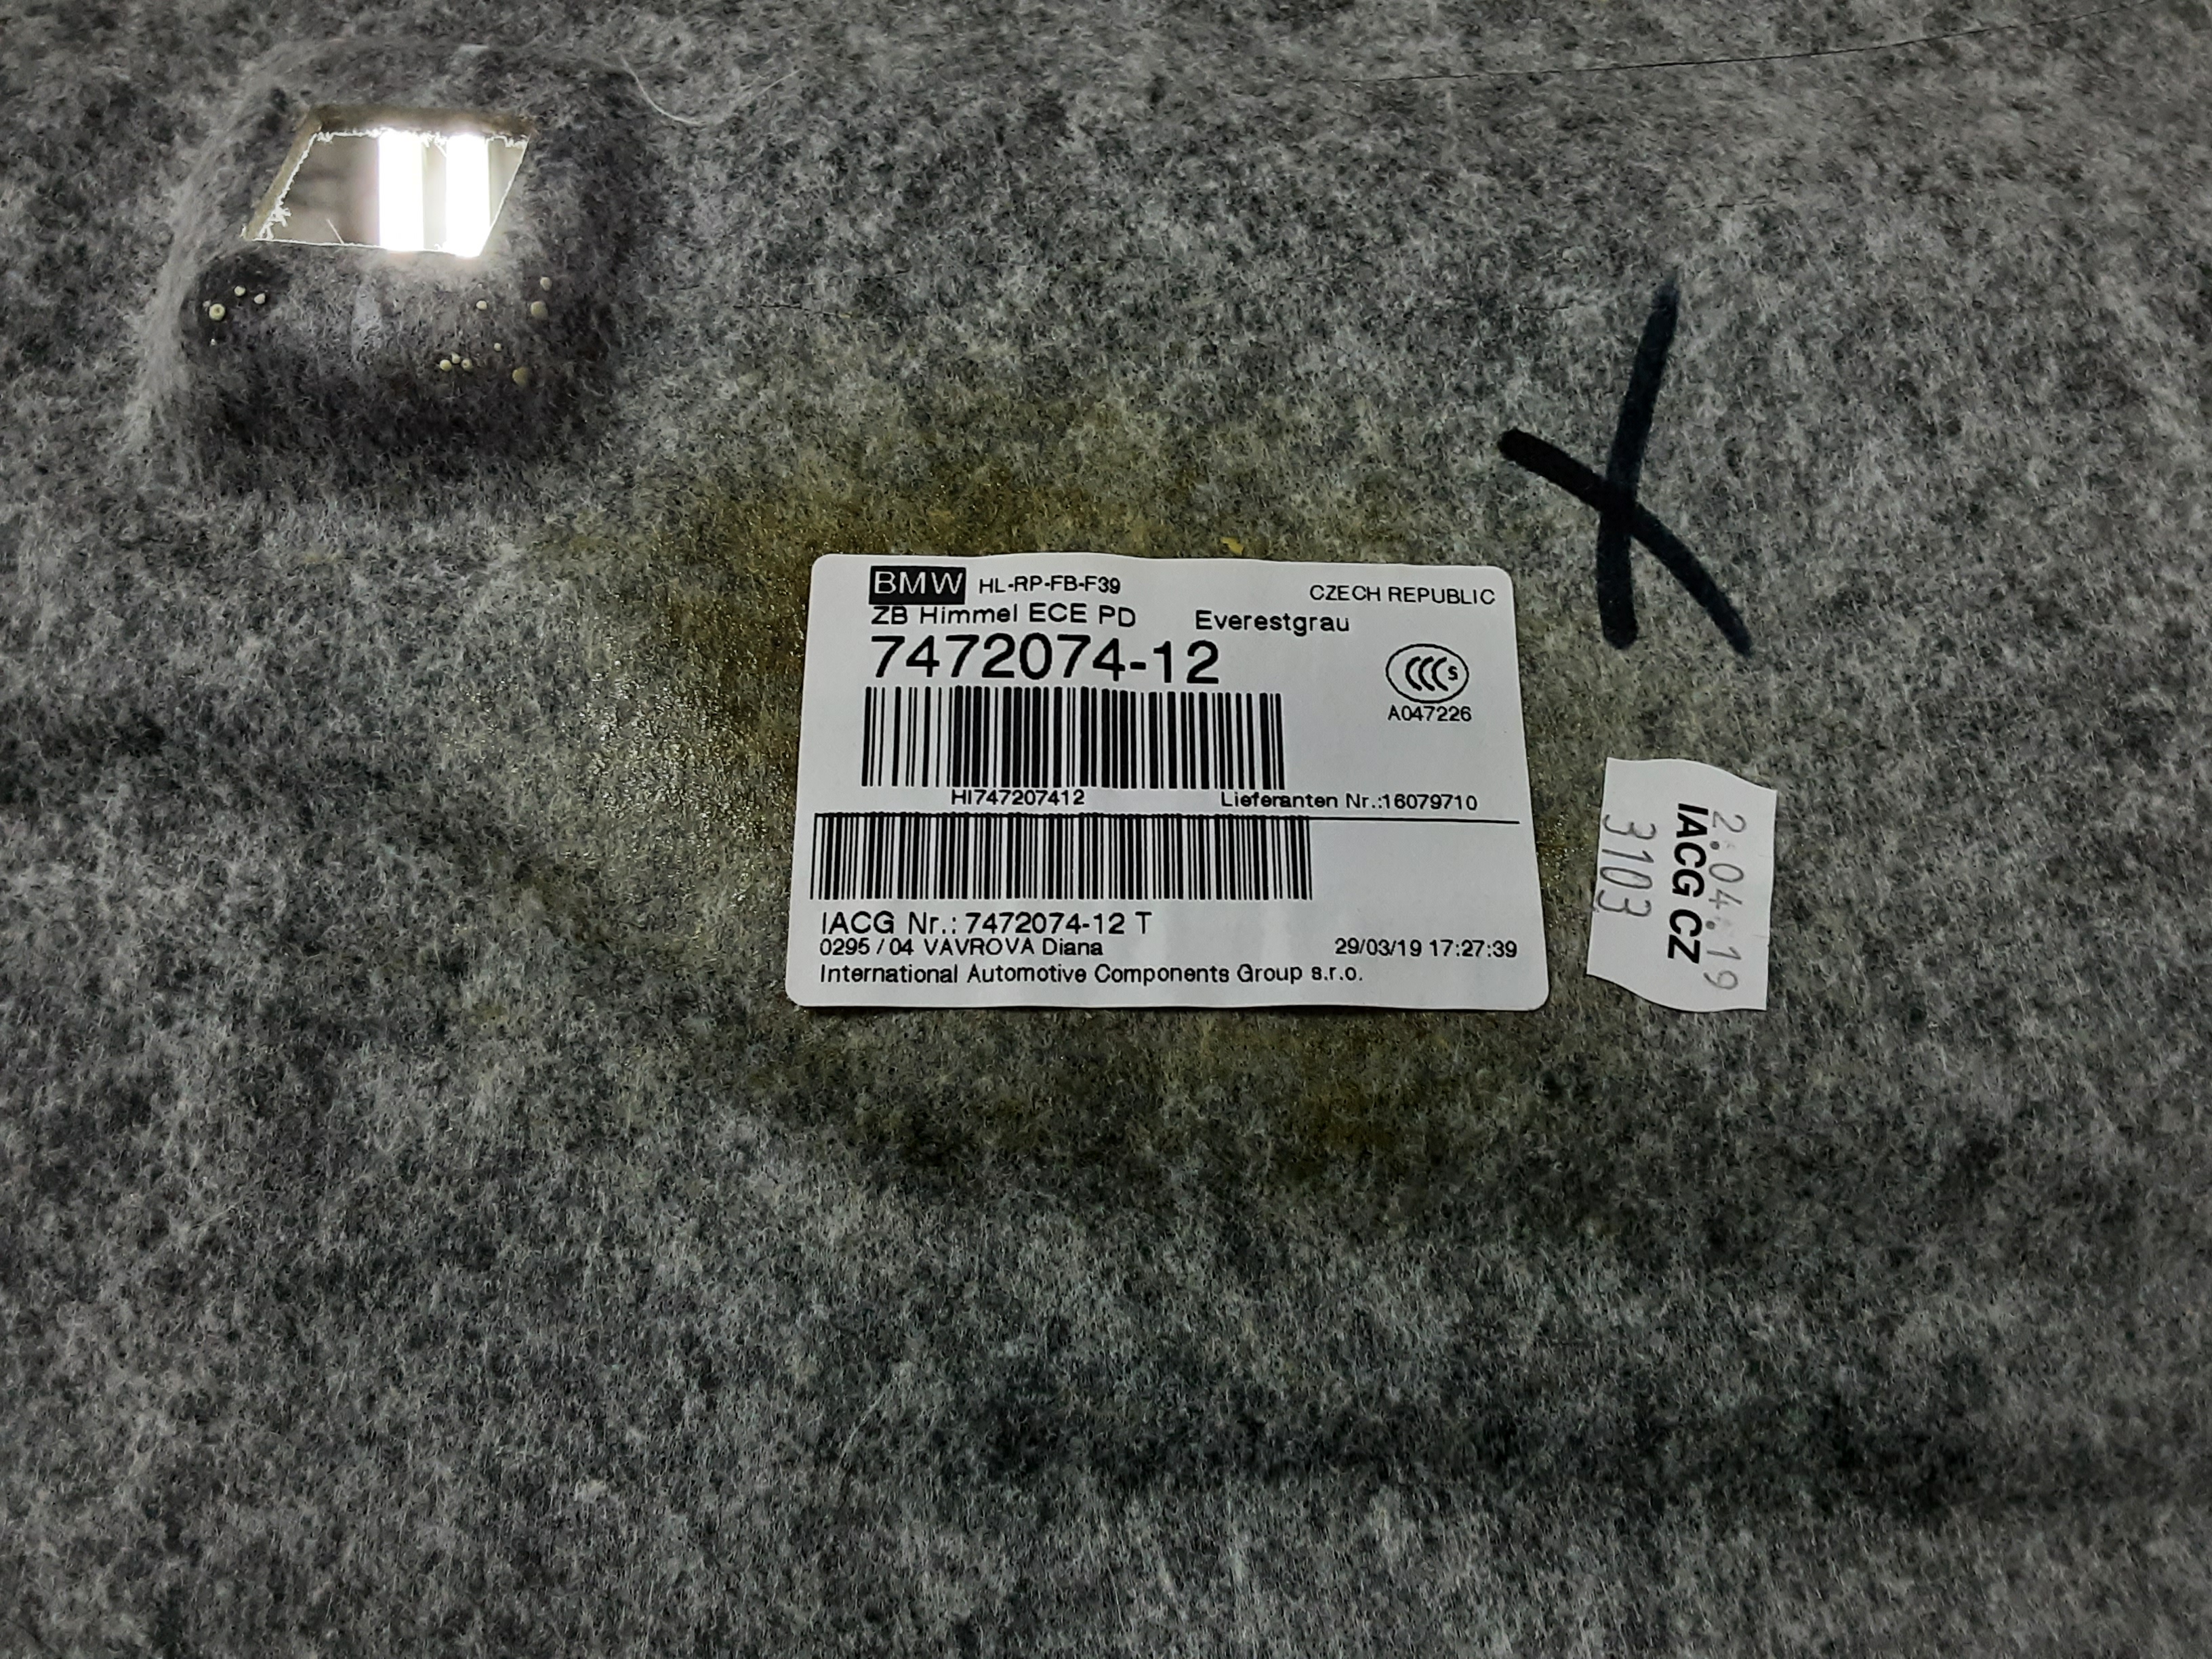 BMW HL-RP-FB-F39 CZECH REPUBLIC
ZB Himmel ECE PD Everestgrau
7472074-12
CCC S
A047226
HI747207412 Lieferanten Nr.:16079710
IACG Nr.: 7472074-12 T
0295 / 04 VAVROVA Diana 29/03/19 17:27:39
International Automotive Components Group s.r.o.
2.04.19
IACG CZ
3103
X